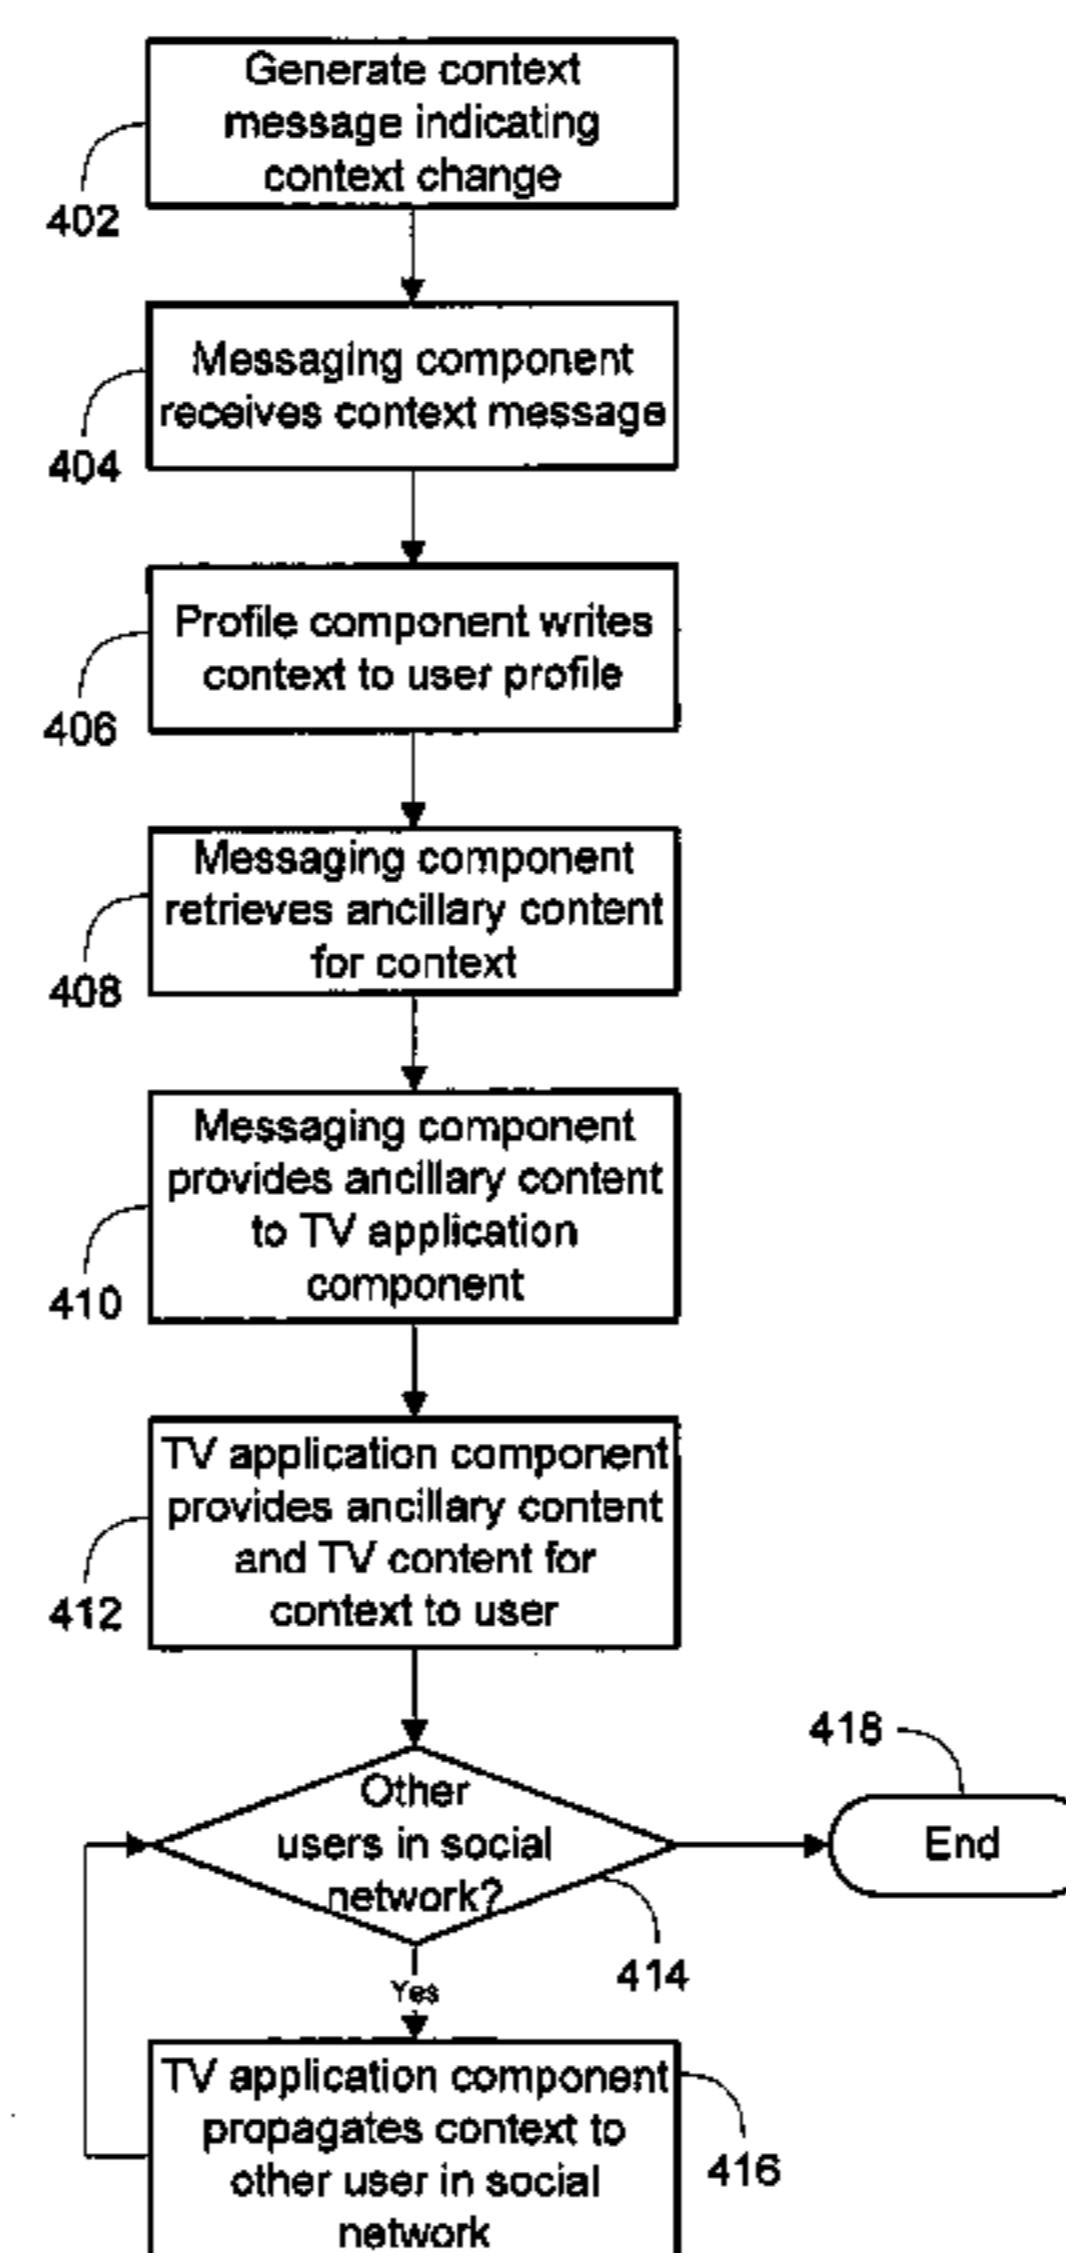 Generate context
message indicating
context change
402
Messaging component
receives context message
404
Profile component writes
context to user profile
406
Messaging component
retrieves ancillary content
for context
408
Messaging component
provides ancillary content
to TV application
component
410
TV application component
provides ancillary content
and TV content for
context to user
412
418
Other
users in social
network?
End
414
Yes
TV application component
propagates context to
other user in social
network
416